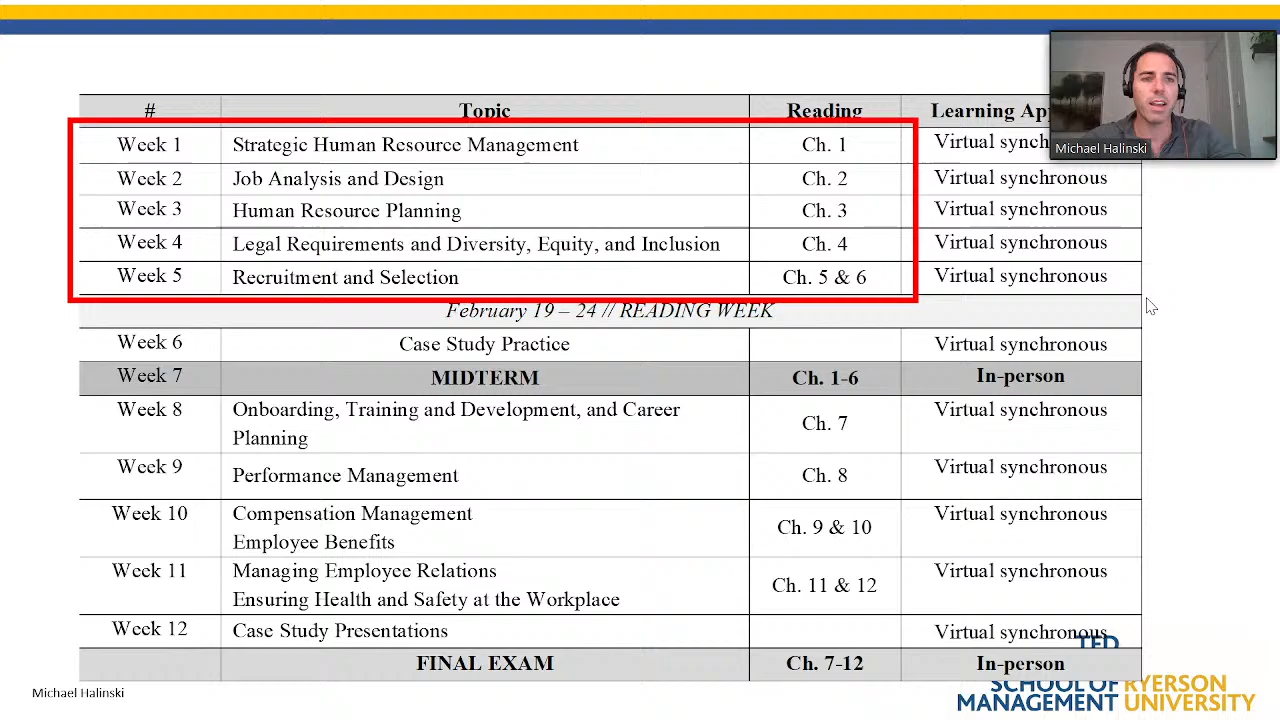 # Topic Reading Learning
Week 1 Strategic Human Resource Management Ch. 1 Virtual
Michael Halinski
Week 2 Job Analysis and Design Ch. 2 Virtual synchronous
Week 3 Human Resource Planning Ch. 3 Virtual synchronous
Week 4 Legal Requirements and Diversity, Equity, and Inclusion Ch. 4 Virtual synchronous
Week 5 Recruitment and Selection Ch. 5 & 6 Virtual synchronous
February 19 – 24 // READING WEEK
Week 6 Case Study Practice Virtual synchronous
Week 7 MIDTERM Ch. 1-6 In-person
Week 8 Onboarding, Training and Development, and Career Ch. 7 Virtual synchronous
Planning
Week 9 Performance Management Ch. 8 Virtual synchronous
Week 10 Compensation Management Ch. 9 & 10 Virtual synchronous
Employee Benefits
Week 11 Managing Employee Relations Ch. 11 & 12 Virtual synchronous
Ensuring Health and Safety at the Workplace
Week 12 Case Study Presentations Virtual synchronous
FINAL EXAM Ch. 7-12 In-person
TED
SCHOOL OF RYERSON
MANAGEMENT UNIVERSITY
Michael Halinski